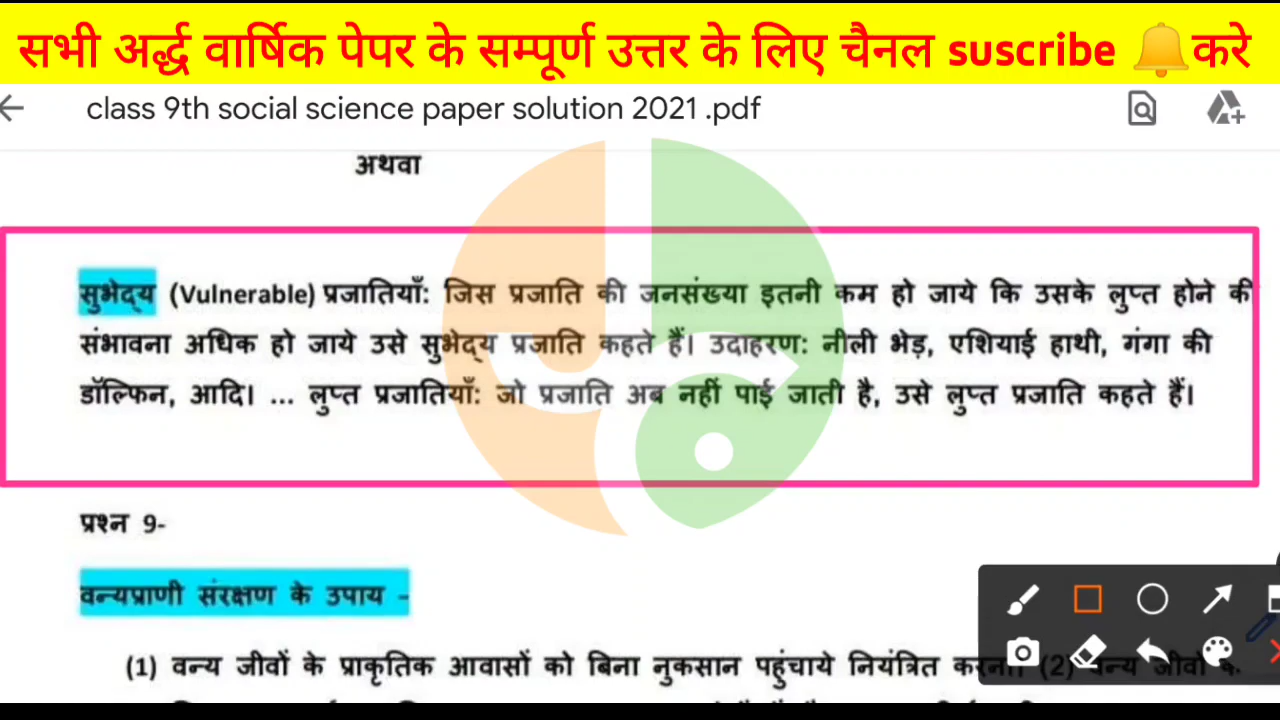 सभी अर्द्ध वार्षिक पेपर के सम्पूर्ण उत्तर के लिए चैनल suscribe 🔔करे
class 9th social science paper solution 2021 .pdf
अथवा
सुभेद्य (Vulnerable) प्रजातियाँ: जिस प्रजाति की जनसंख्या इतनी कम हो जाये कि उसके लुप्त होने की
संभावना अधिक हो जाये उसे सुभेद्य प्रजाति कहते हैं। उदाहरण: नीली भेड़, एशियाई हाथी, गंगा की
डॉल्फिन, आदि। ... लुप्त प्रजातियाँ: जो प्रजाति अब नहीं पाई जाती है, उसे लुप्त प्रजाति कहते हैं।
प्रश्न 9-
वन्यप्राणी संरक्षण के उपाय -
(1) वन्य जीवों के प्राकृतिक आवासों को बिना नुकसान पहुंचाये नियंत्रित करना। (2) वन्य जीवों के